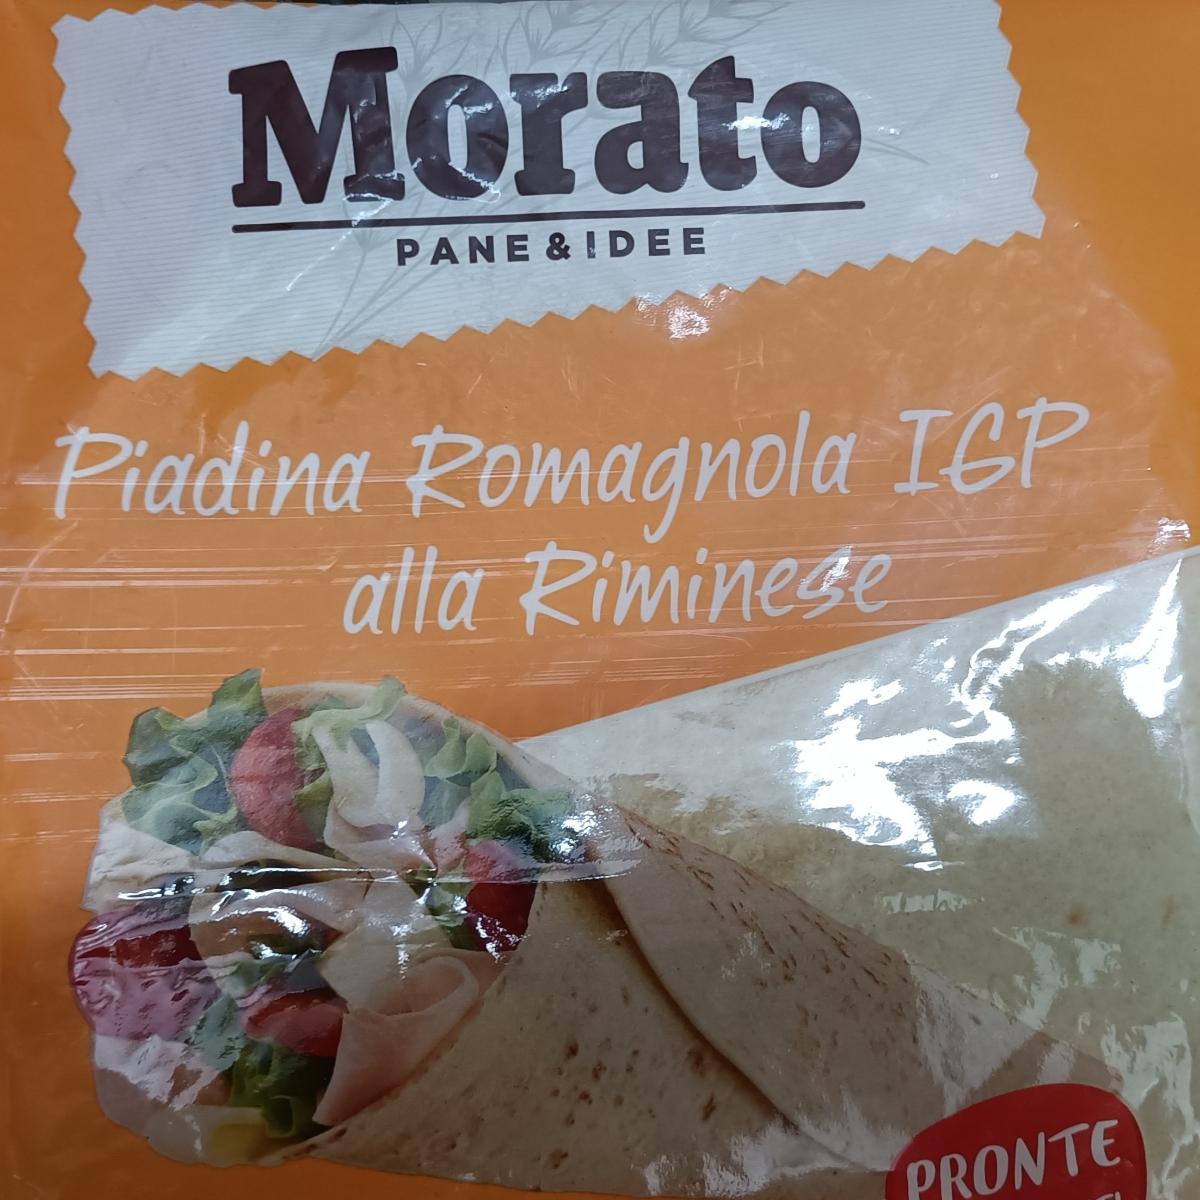 Morato
PANE & IDEE
Piadina Romagnola IGP
alla Riminese
PRONTE